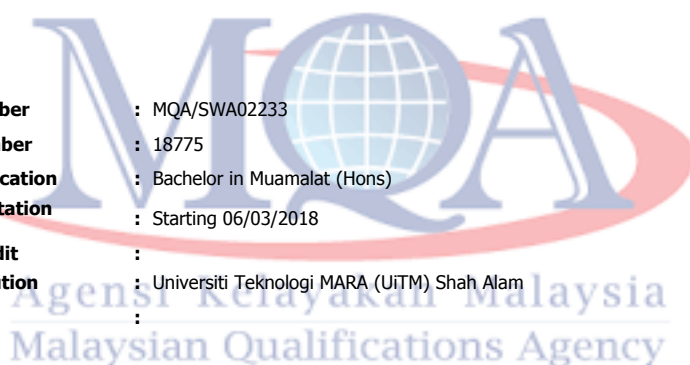 MQA
ber : MQA/SWA02233
ber : 18775
cation : Bachelor in Muamalat (Hons)
tation : Starting 06/03/2018
dit :
tion : Universiti Teknologi MARA (UiTM) Shah Alam
:
Agensi Kelayakan Malaysia
Malaysian Qualifications Agency